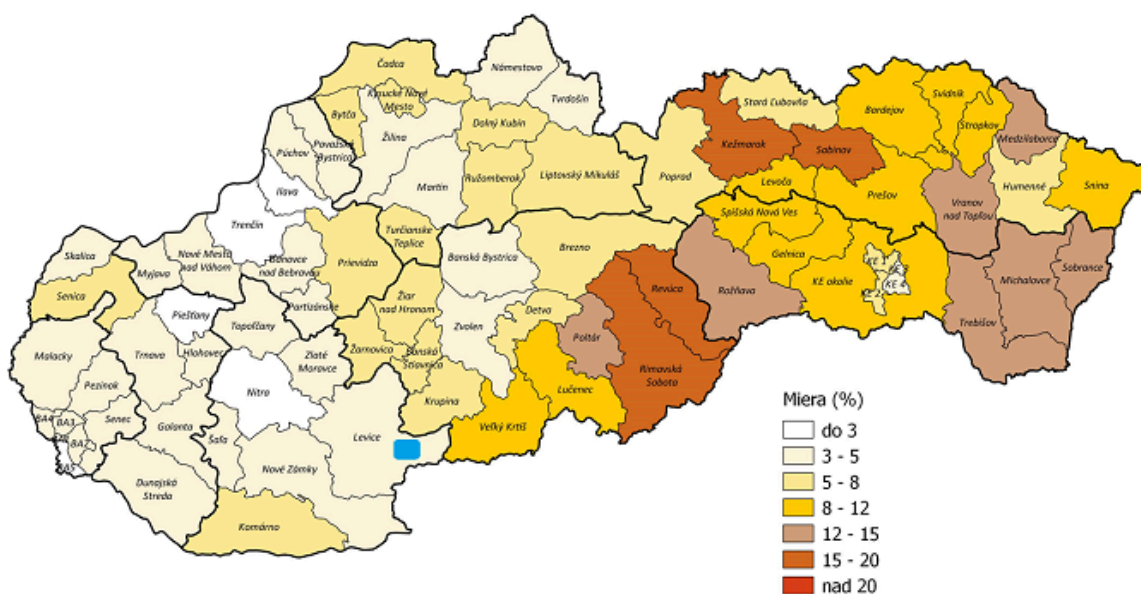 Čadca
Námestovo
Tvrdošín
Kysucké Nové
Mesto
Bytča
Dolný Kubín
Žilina
Púchov
Považská
Bystrica
Martin
Ružomberok
Liptovský Mikuláš
Poprad
Stará Ľubovňa
Kežmarok
Sabinov
Bardejov
Svidník
Stropkov
Medzilaborce
Humenné
Snina
Levoča
Prešov
Vranov
nad Topľou
Ilava
Trenčín
Turčianske
Teplice
Spišská Nová Ves
Gelnica
KE okolie
KE 1
KE 3
KE 4
KE 2
Michalovce
Sobrance
Trebišov
Skalica
Myjava
Nové Mesto
nad Váhom
Bánovce
nad Bebravou
Prievidza
Banská Bystrica
Brezno
Revúca
Rožňava
Senica
Piešťany
Partizánske
Topoľčany
Žiar
nad Hronom
Zvolen
Detva
Poltár
Rimavská
Sobota
Malacky
Trnava
Hlohovec
Zlaté
Moravce
Žarnovica
Banská
Štiavnica
Pezinok
Nitra
Krupina
Lučenec
Veľký Krtíš
Senec
Galanta
Šaľa
Levice
BA4
BA3
BA2
BA5
Dunajská
Streda
Nové Zámky
Komárno
Miera (%)
do 3
3 - 5
5 - 8
8 - 12
12 - 15
15 - 20
nad 20